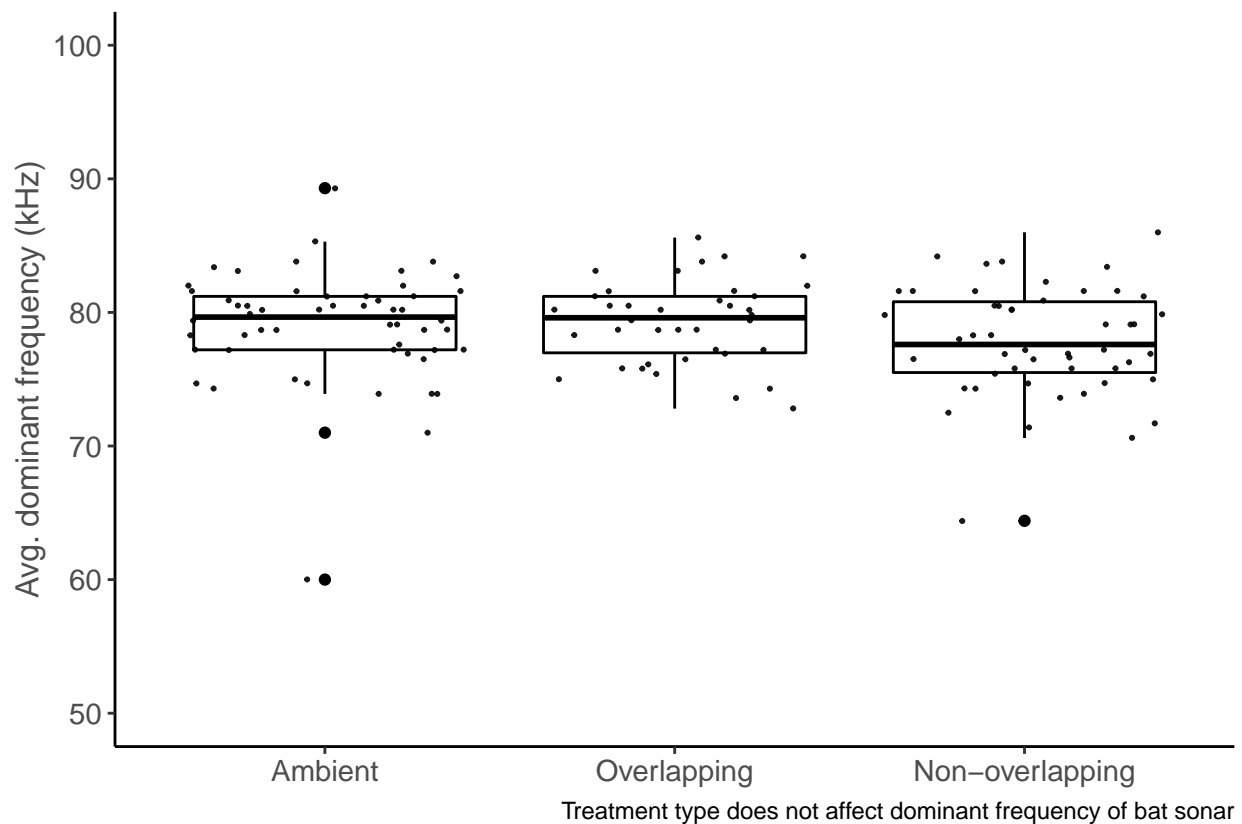 Avg. dominant frequency (kHz)
100
90
80
70
60
50
Ambient
Overlapping
Non−overlapping
Treatment type does not affect dominant frequency of bat sonar